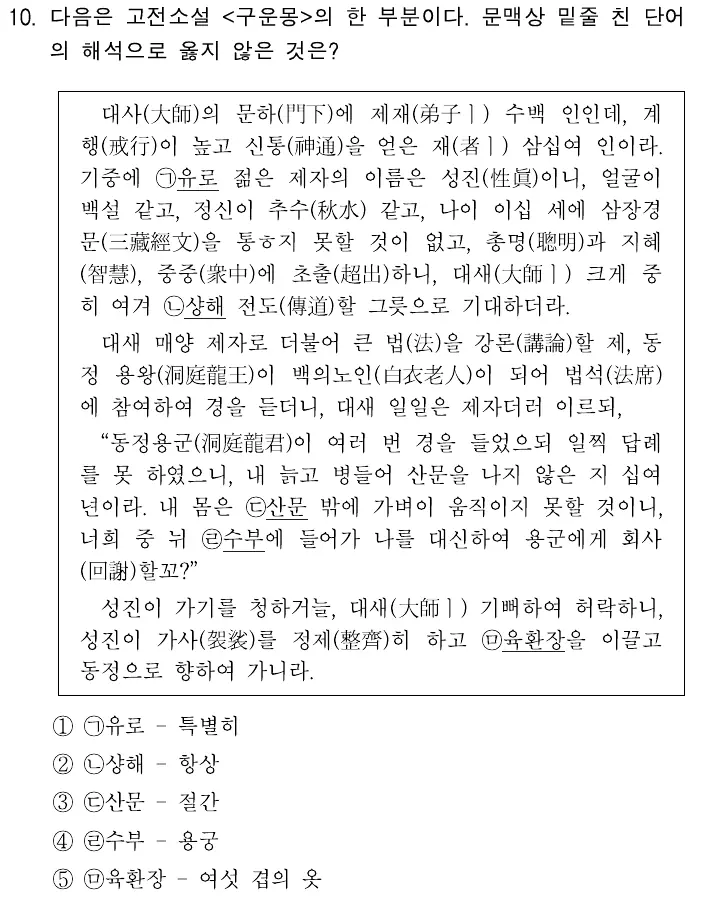 10. 다음은 고전소설 <구운몽>의 한 부분이다. 문맥상 밑줄 친 단어
의 해석으로 옳지 않은 것은?
대사(大師)의 문하(門下)에 제재(弟子ㅣ) 수백 인인데, 계
행(戒行)이 높고 신통(神通)을 얻은 재(者ㅣ) 삼십여 인이라.
기중에 ㉠유로 젊은 제자의 이름은 성진(性眞)이니, 얼굴이
백설 같고, 정신이 추수(秋水) 같고, 나이 이십 세에 삼장경
문(三藏經文)을 통ㅎ지 못할 것이 없고, 총명(聰明)과 지혜
(智慧), 중중(衆中)에 초출(超出)하니, 대새(大師ㅣ) 크게 중
히 여겨 ㉡샹해 전도(傳道)할 그릇으로 기대하더라.
대새 매양 제자로 더불어 큰 법(法)을 강론(講論)할 제, 동
정 용왕(洞庭龍王)이 백의노인(白衣老人)이 되어 법석(法席)
에 참여하여 경을 듣더니, 대새 일일은 제자더러 이르되,
“동정용군(洞庭龍君)이 여러 번 경을 들었으되 일찍 답례
를 못 하였으니, 내 늙고 병들어 산문을 나지 않은 지 십여
년이라. 내 몸은 ㉢산문 밖에 가벼이 움직이지 못할 것이니,
너희 중 뉘 ㉣수부에 들어가 나를 대신하여 용군에게 회사
(回謝)할꼬?”
성진이 가기를 청하거늘, 대새(大師ㅣ) 기뻐하여 허락하니,
성진이 가사(袈裟)를 정제(整齊)히 하고 ㉤육환장을 이끌고
동정으로 향하여 가니라.
① ㉠유로 - 특별히
② ㉡샹해 - 항상
③ ㉢산문 - 절간
④ ㉣수부 - 용궁
⑤ ㉤육환장 - 여섯 겹의 옷